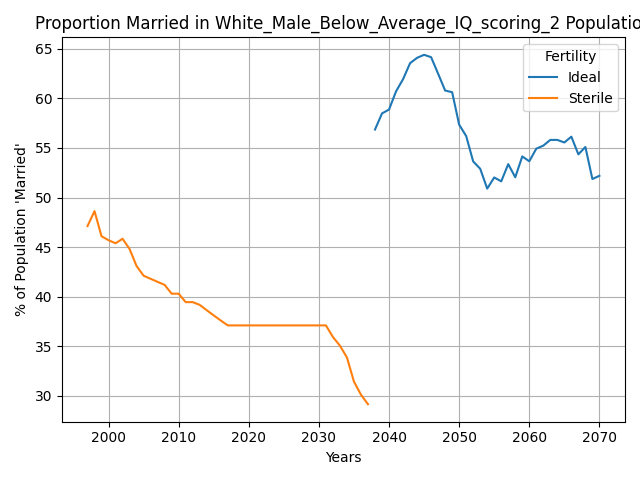 Proportion Married in White_Male_Below_Average_IQ_scoring_2 Populatio
65
60
55
50
45
40
35
30
% of Population 'Married'
Fertility
Ideal
Sterile
2000 2010 2020 2030 2040 2050 2060 2070
Years